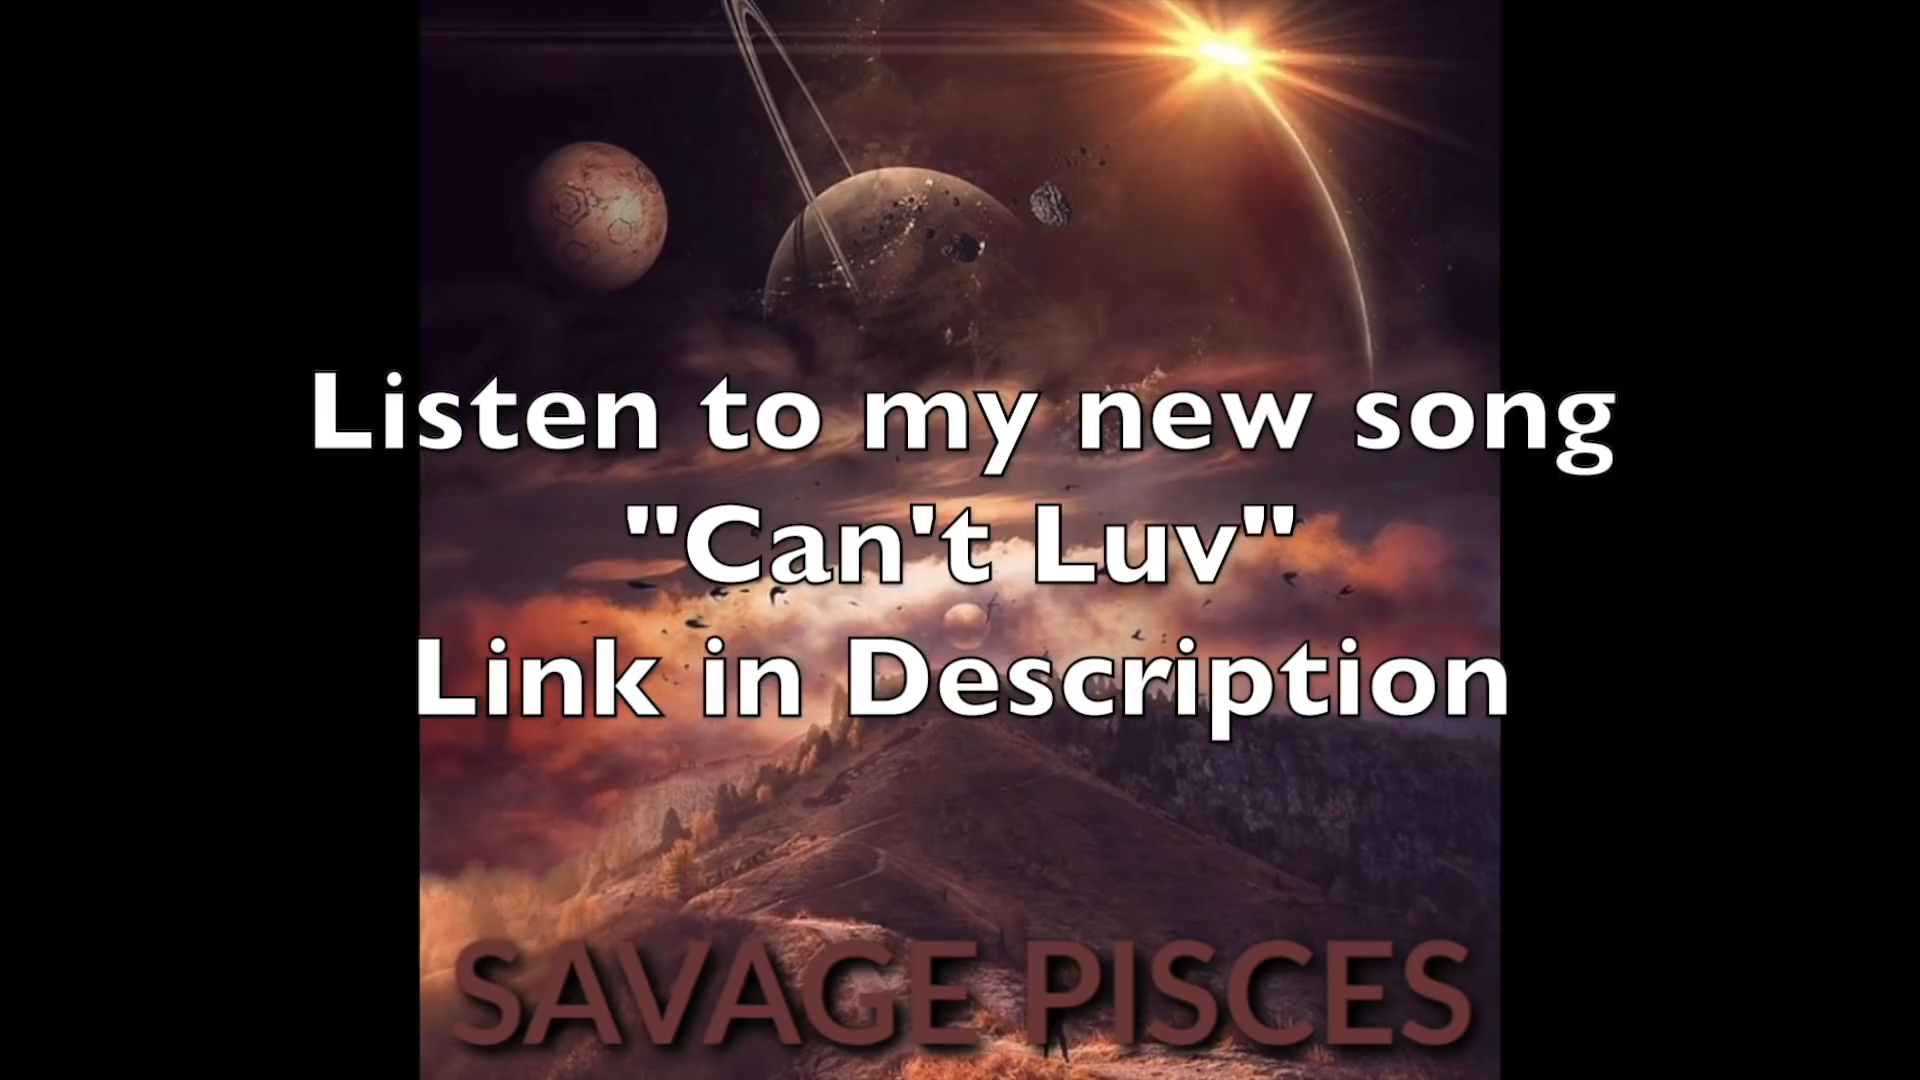 Listen to my new song
"Can't Luv"
Link in Description
SAVAGE PISCES